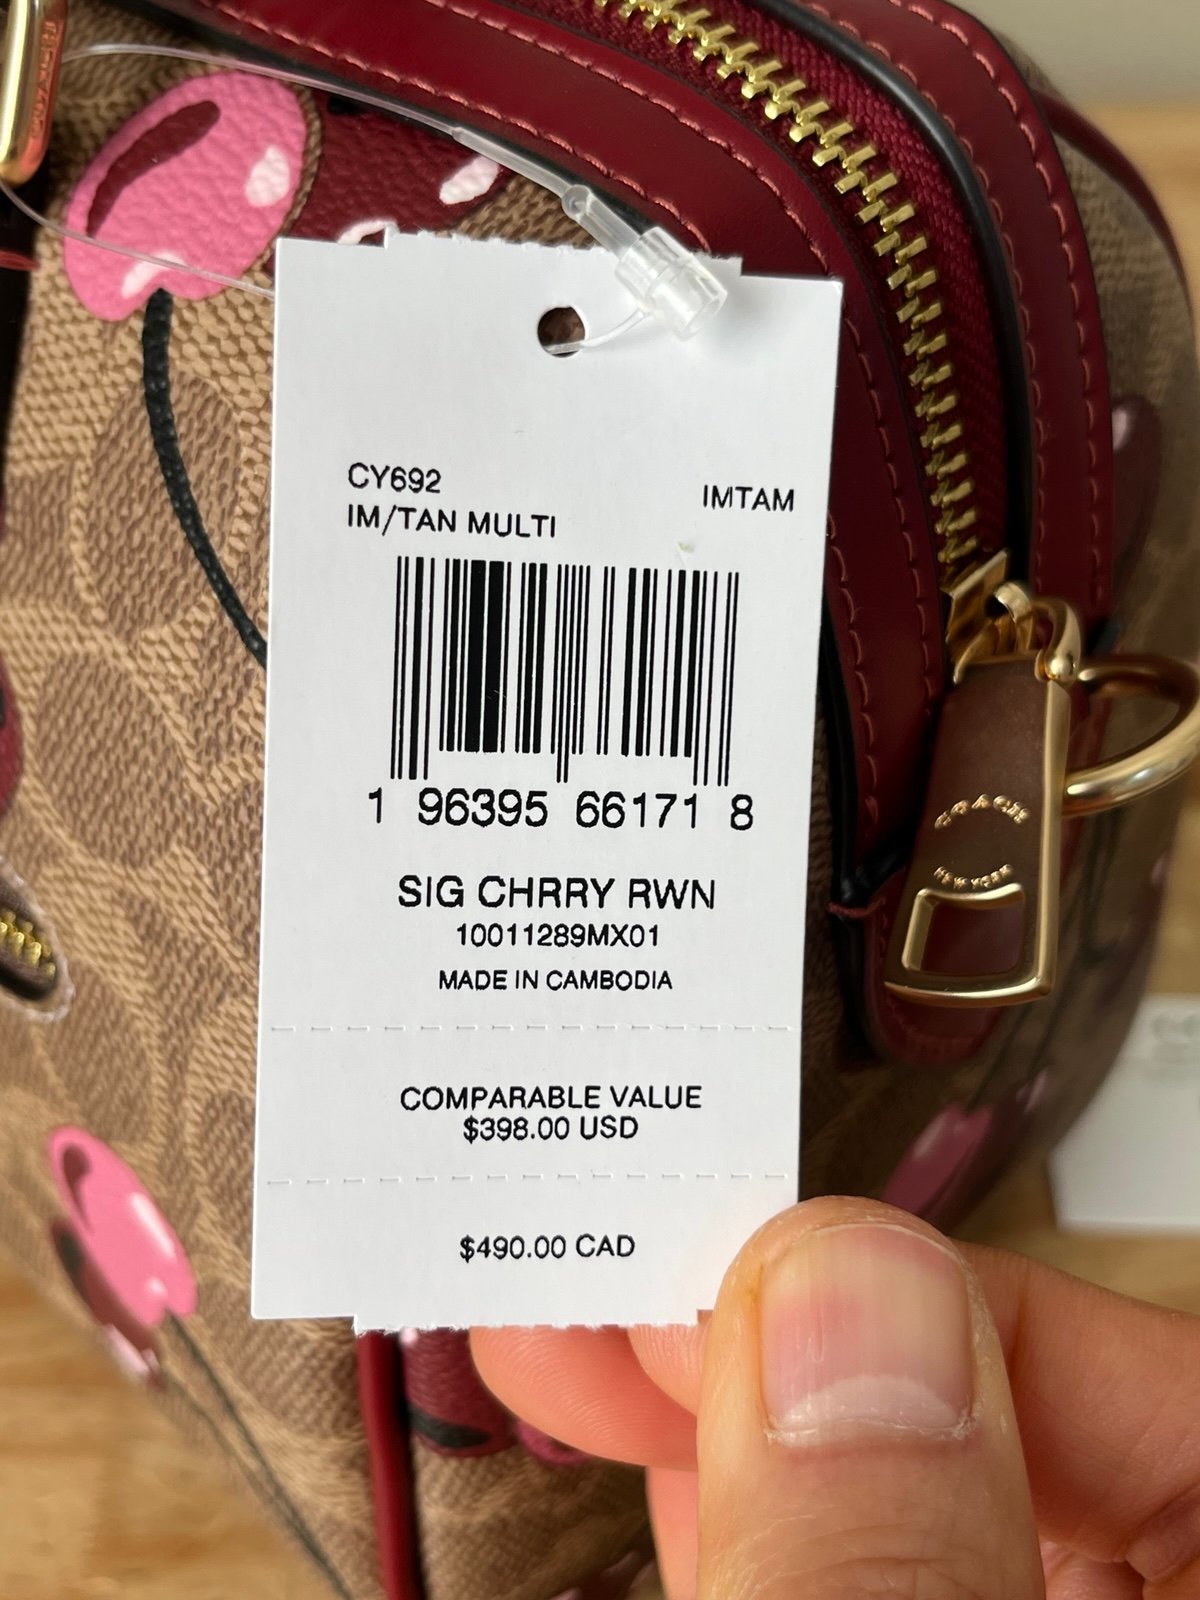 CY692
IMTAM
IM/TAN MULTI
1 96395 66171 8
SIG CHRRY RWN
10011289MX01
MADE IN CAMBODIA
COMPARABLE VALUE
$398.00 USD
$490.00 CAD
COACH
NEW YORK